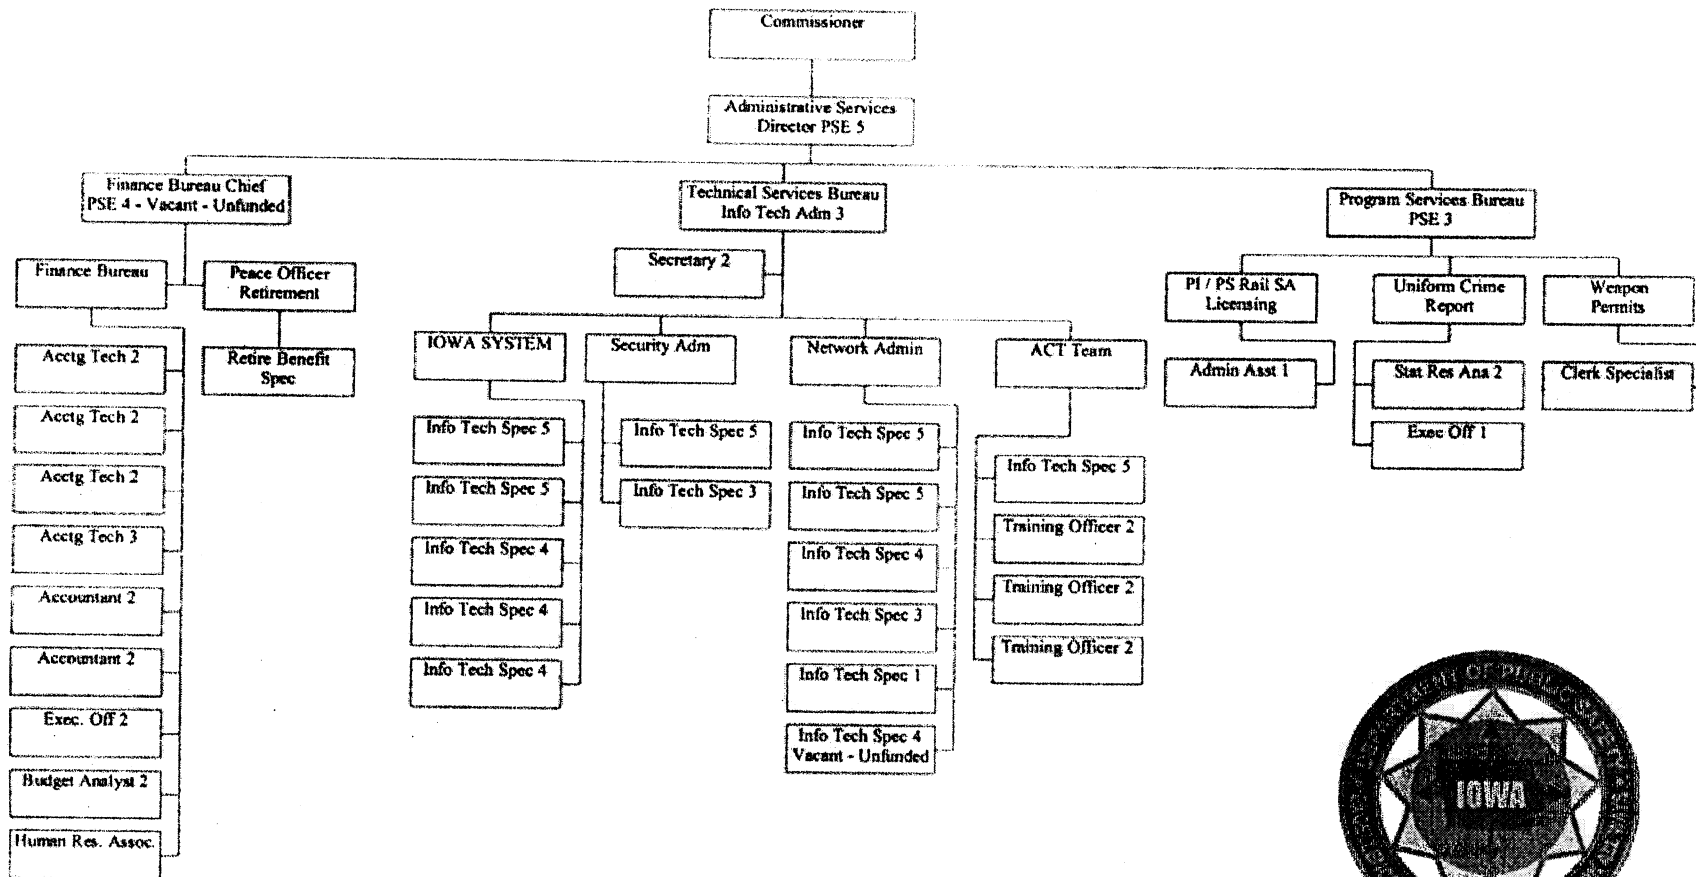 Commissioner
Administrative Services
Director PSE 5
Finance Bureau Chief
PSE 4 - Vacant - Unfunded
Technical Services Bureau
Info Tech Adm 3
Program Services Bureau
PSE 3
Finance Bureau
Peace Officer
Retirement
Retire Benefit
Spec
Acctg Tech 2
Acctg Tech 2
Acctg Tech 2
Acctg Tech 3
Accountant 2
Accountant 2
Exec. Off 2
Budget Analyst 2
Human Res. Assoc.
Secretary 2
IOWA SYSTEM
Info Tech Spec 5
Info Tech Spec 5
Info Tech Spec 4
Info Tech Spec 4
Info Tech Spec 4
Security Adm
Info Tech Spec 5
Info Tech Spec 3
Network Admin
Info Tech Spec 5
Info Tech Spec 5
Info Tech Spec 4
Info Tech Spec 3
Info Tech Spec 1
Info Tech Spec 4
Vacant - Unfunded
ACT Team
Info Tech Spec 5
Training Officer 2
Training Officer 2
Training Officer 2
PI / PS Rail SA
Licensing
Admin Asst 1
Uniform Crime
Report
Stat Res Ana 2
Exec Off 1
Weapon
Permits
Clerk Specialist
DEPARTMENT OF PUBLIC SAFETY
IOWA